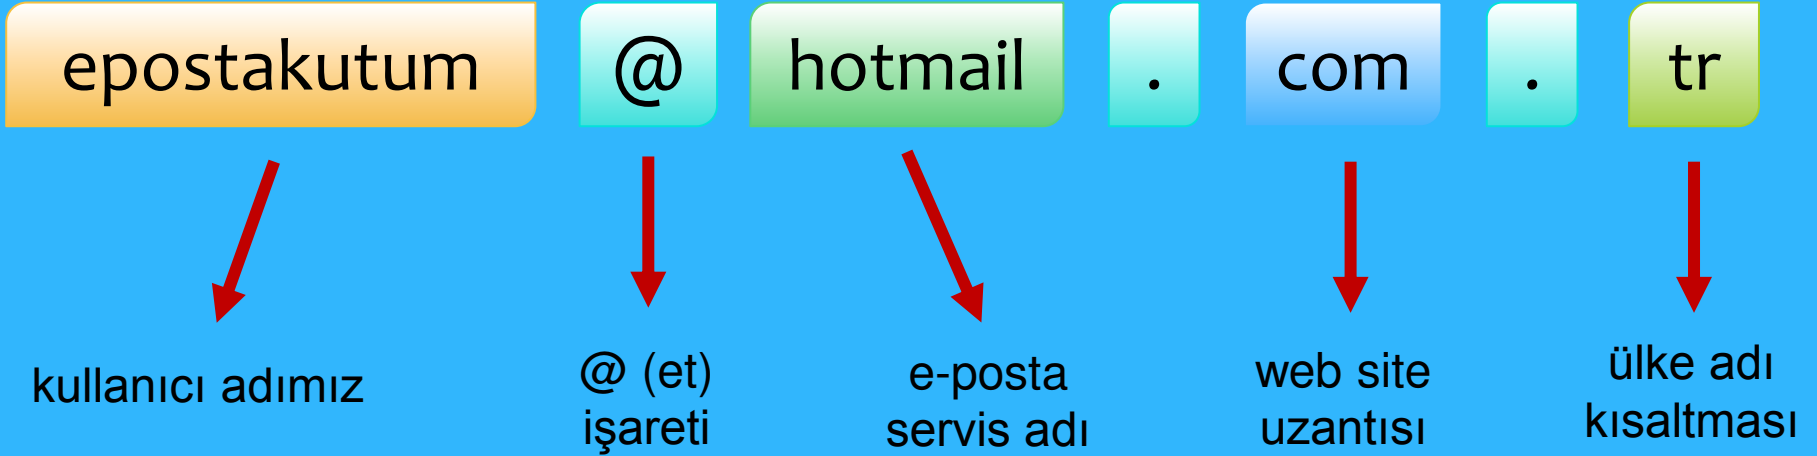 epostakutum @ hotmail . com . tr
kullanıcı adımız
@ (et)
işareti
e-posta
servis adı
web site
uzantısı
ülke adı
kısaltması